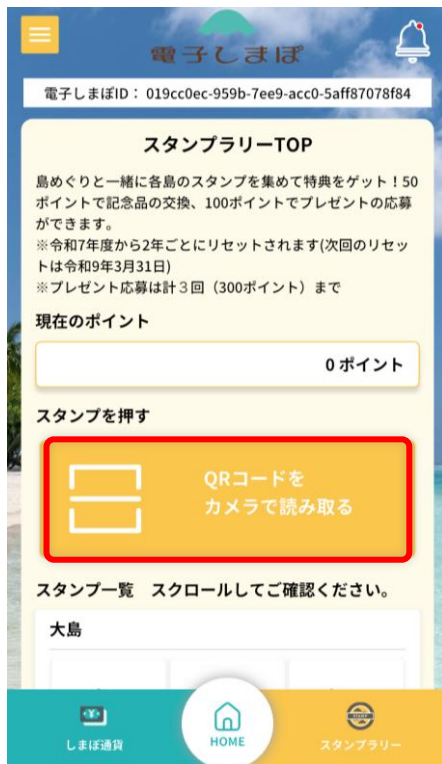 電子しまぽ
電子しまぽID： 019cc0ec-959b-7ee9-acc0-5aff87078f84
スタンプラリーTOP
島めぐりと一緒に各島のスタンプを集めて特典をゲット！50
ポイントで記念品の交換、100ポイントでプレゼントの応募
ができます。
※令和7年度から2年ごとにリセットされます(次回のリセッ
トは令和9年3月31日)
※プレゼント応募は計３回（300ポイント）まで
現在のポイント
0 ポイント
スタンプを押す
QRコードを
カメラで読み取る
スタンプ一覧　スクロールしてご確認ください。
大島
しまぽ通貨
HOME
スタンプラリー